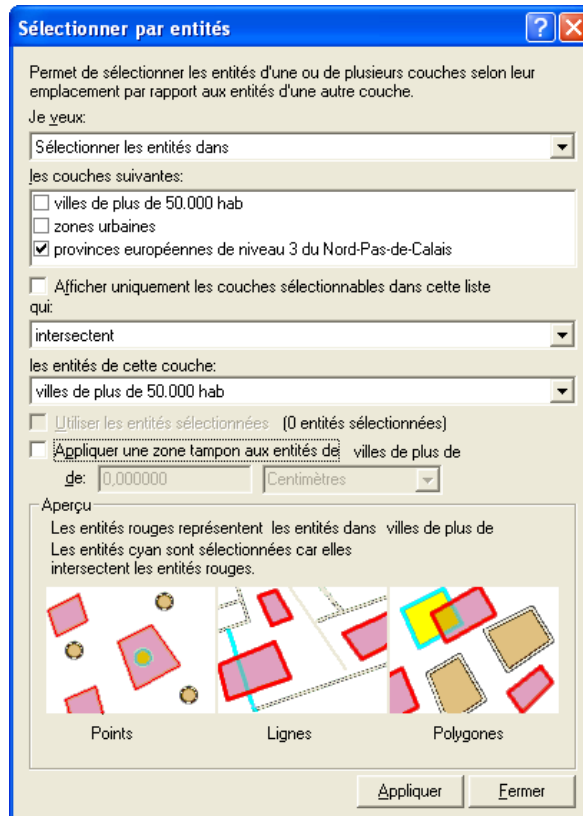 Sélectionner par entités
Permet de sélectionner les entités d'une ou de plusieurs couches selon leur
emplacement par rapport aux entités d'une autre couche.
Je veux:
Sélectionner les entités dans
les couches suivantes:
villes de plus de 50.000 hab
zones urbaines
provinces européennes de niveau 3 du Nord-Pas-de-Calais
Afficher uniquement les couches sélectionnables dans cette liste
qui:
intersectent
les entités de cette couche:
villes de plus de 50.000 hab
Utiliser les entités sélectionnées (0 entités sélectionnées)
Appliquer une zone tampon aux entités de villes de plus de
de: 0,000000 Centimètres
Aperçu
Les entités rouges représentent les entités dans villes de plus de
Les entités cyan sont sélectionnées car elles
intersectent les entités rouges.
Points Lignes Polygones
Appliquer Fermer